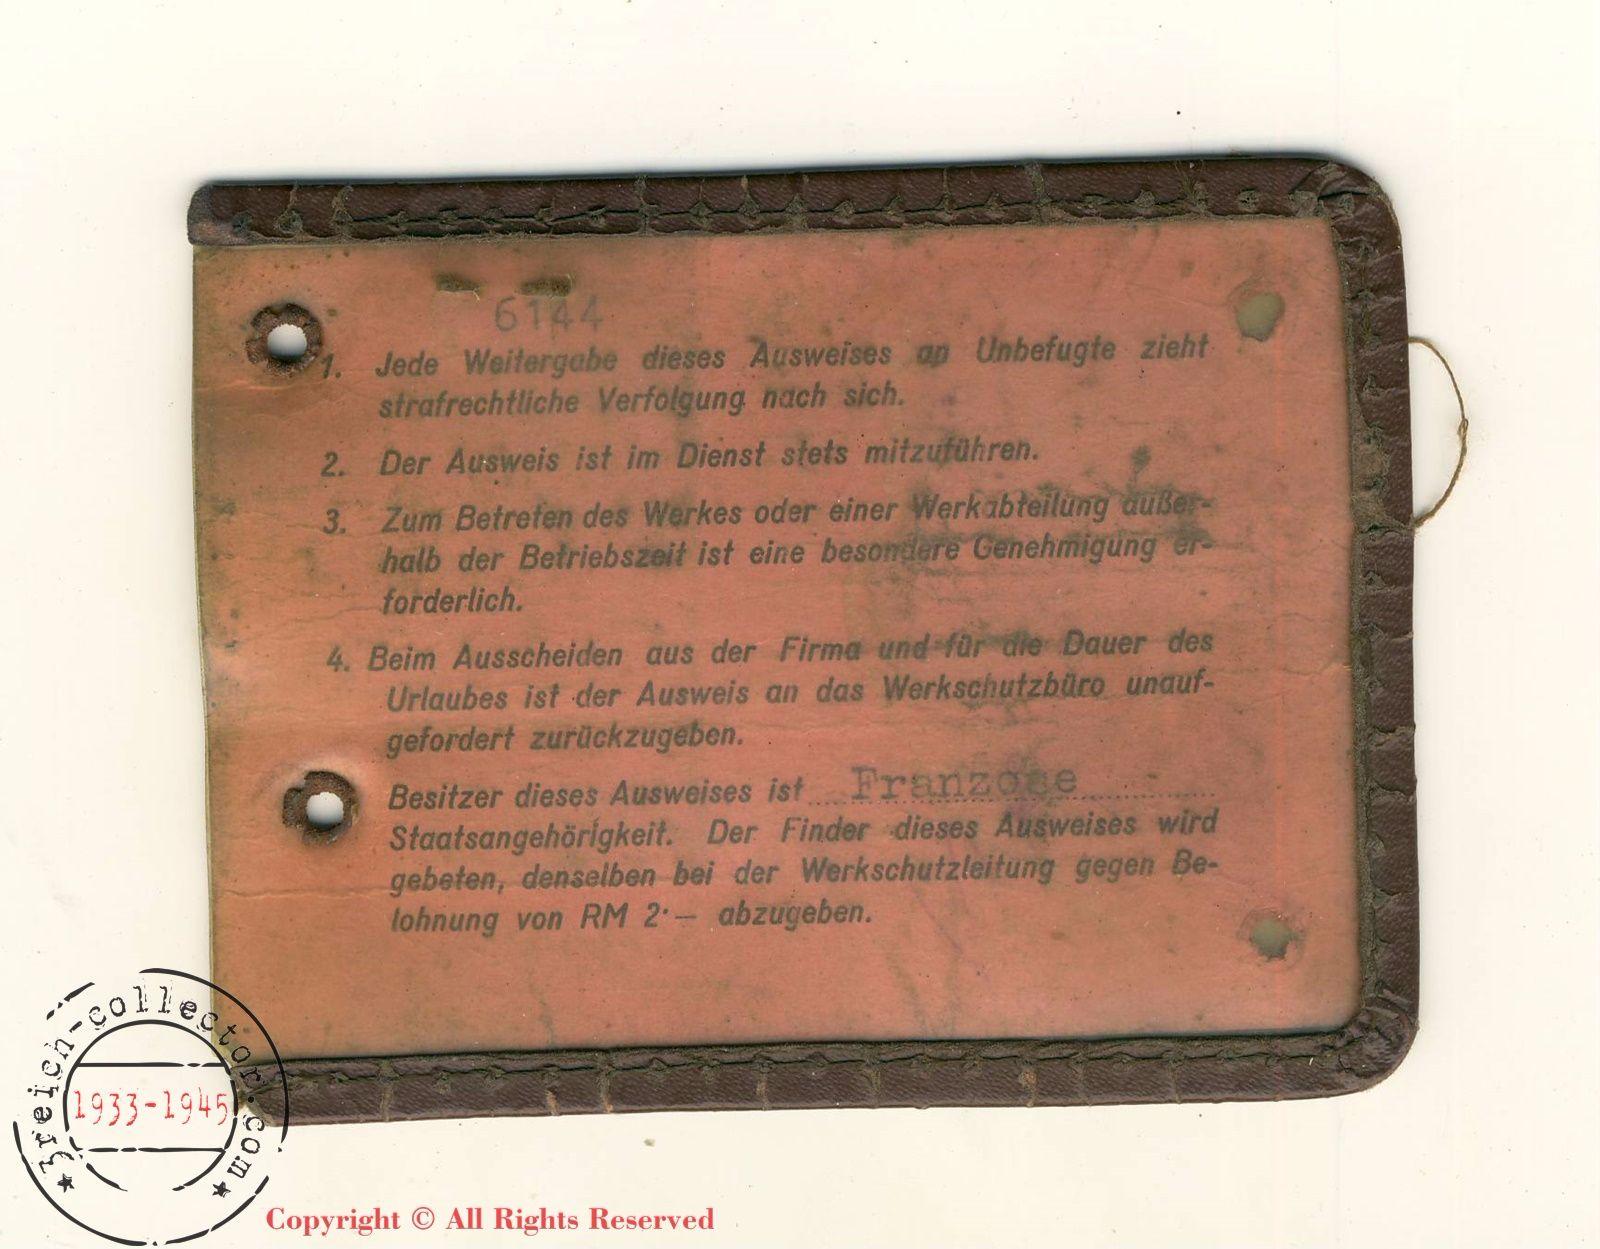 6144
1. Jede Weitergabe dieses Ausweises an Unbefugte zieht
strafrechtliche Verfolgung nach sich.
2. Der Ausweis ist im Dienst stets mitzuführen.
3. Zum Betreten des Werkes oder einer Werkabteilung außer-
halb der Betriebszeit ist eine besondere Genehmigung er-
forderlich.
4. Beim Ausscheiden aus der Firma und für die Dauer des
Urlaubes ist der Ausweis an das Werkschutzbüro unauf-
gefordert zurückzugeben.
Besitzer dieses Ausweises ist Franzose
Staatsangehörigkeit. Der Finder dieses Ausweises wird
gebeten, denselben bei der Werkschutzleitung gegen Be-
lohnung von RM 2.— abzugeben.
3reich-collector.com
1933-1945
Copyright © All Rights Reserved